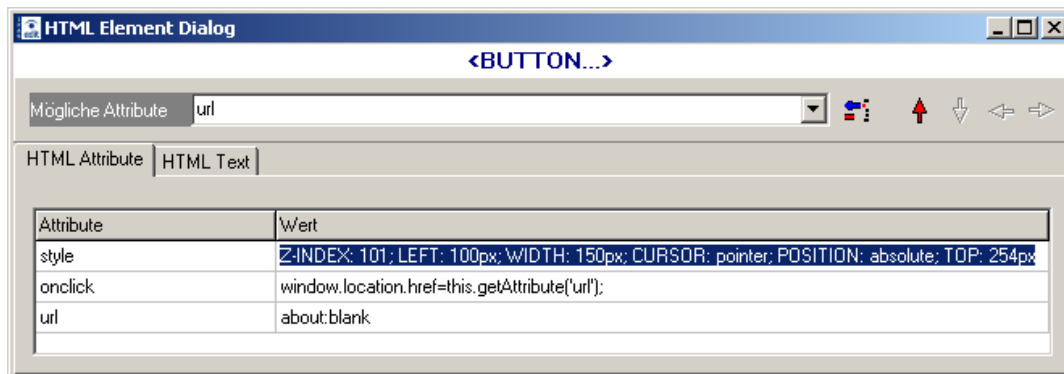 HTML Element Dialog
<BUTTON...>
Mögliche Attribute url
HTML Attribute HTML Text
Attribute Wert
style Z-INDEX: 101; LEFT: 100px; WIDTH: 150px; CURSOR: pointer; POSITION: absolute; TOP: 254px
onclick window.location.href=this.getAttribute('url');
url about:blank